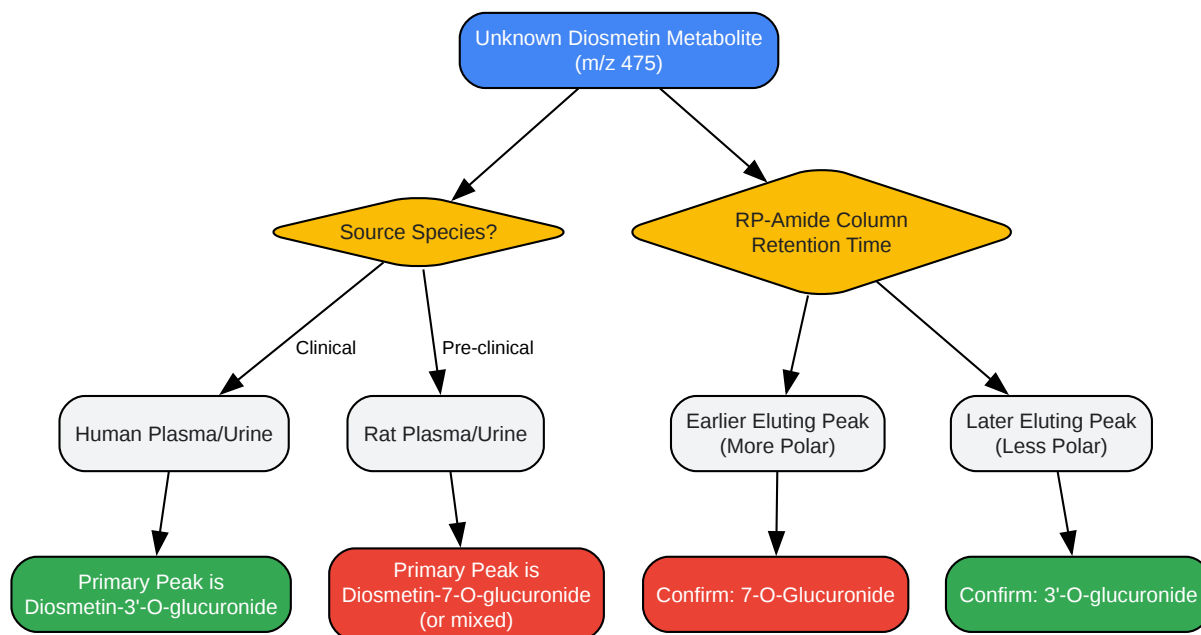 Unknown Diosmetin Metabolite
(m/z 475)
Source Species?
RP-Amide Column
Retention Time
Clinical
Pre-clinical
Human Plasma/Urine
Rat Plasma/Urine
Earlier Eluting Peak
(More Polar)
Later Eluting Peak
(Less Polar)
Primary Peak is
Diosmetin-3'-O-glucuronide
Primary Peak is
Diosmetin-7-O-glucuronide
(or mixed)
Confirm: 7-O-Glucuronide
Confirm: 3'-O-glucuronide